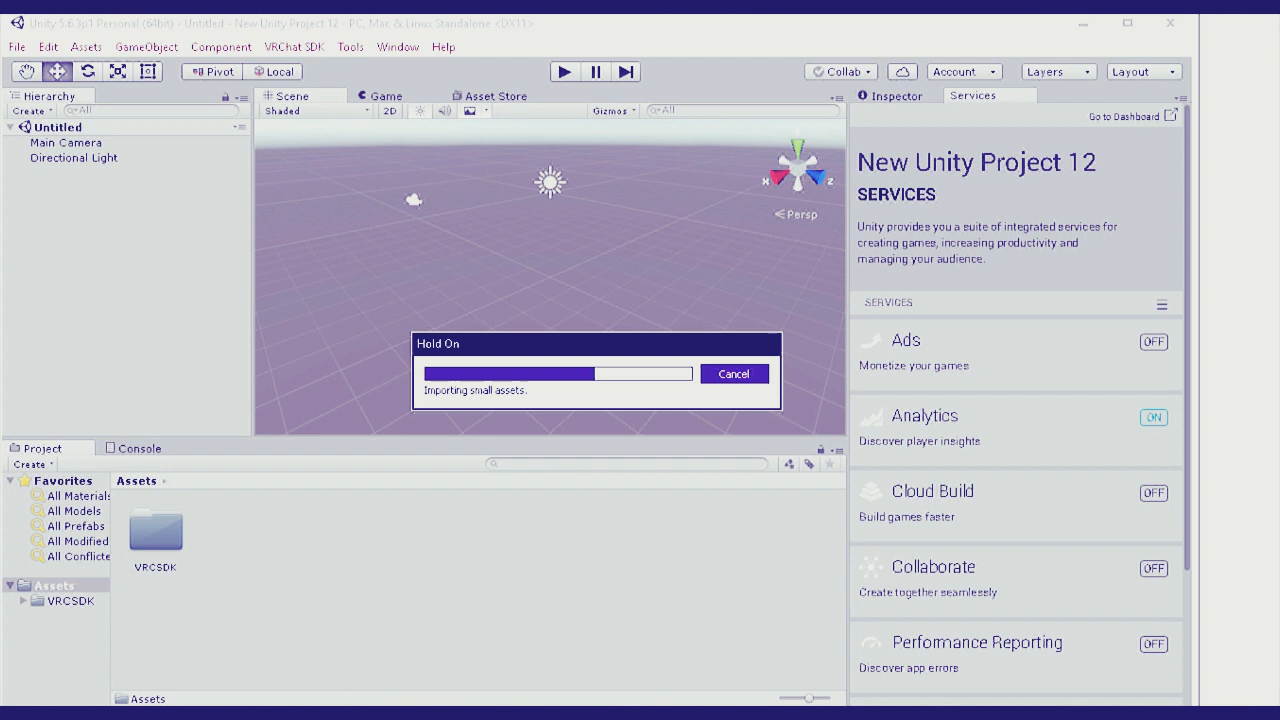 Unity 5.6.3p1 Personal (64bit) - Untitled - New Unity Project 12 - PC, Mac & Linux Standalone <DX11>
File Edit Assets GameObject Component VRChat SDK Tools Window Help
Pivot Local Collab Account Layers Layout
Hierarchy
Create All
Untitled
Main Camera
Directional Light
Scene Game Asset Store
Shaded 2D Gizmos All
X Z
Persp
Inspector Services
Go to Dashboard
New Unity Project 12
SERVICES
Unity provides you a suite of integrated services for
creating games, increasing productivity and
managing your audience.
SERVICES
Ads OFF
Monetize your games
Analytics ON
Discover player insights
Cloud Build OFF
Build games faster
Collaborate OFF
Create together seamlessly
Performance Reporting OFF
Discover app errors
Hold On
Cancel
Importing small assets.
Project Console
Create
Favorites
All Materials
All Models
All Prefabs
All Modified
All Conflicte
Assets
VRCSDK
Assets
VRCSDK
Assets